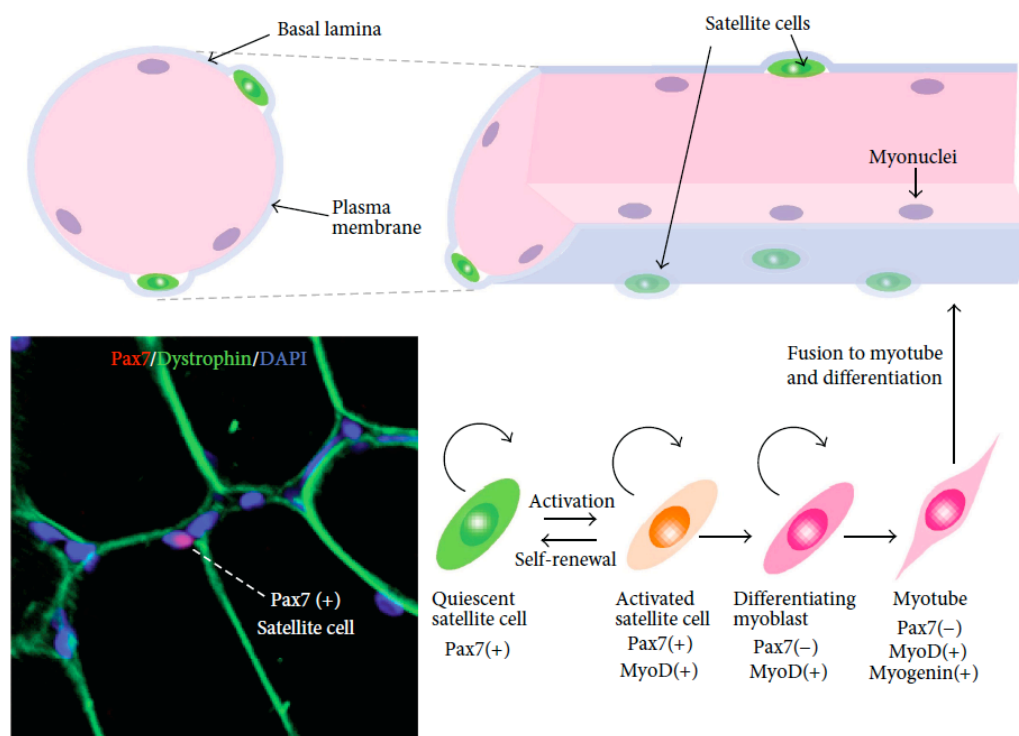 Basal lamina
Satellite cells
Myonuclei
Plasma
membrane
Pax7/Dystrophin/DAPI
Pax7 (+)
Satellite cell
Fusion to myotube
and differentiation
Activation
Self-renewal
Quiescent
satellite cell
Pax7(+)
Activated
satellite cell
Pax7(+)
MyoD(+)
Differentiating
myoblast
Pax7(−)
MyoD(+)
Myotube
Pax7(−)
MyoD(+)
Myogenin(+)